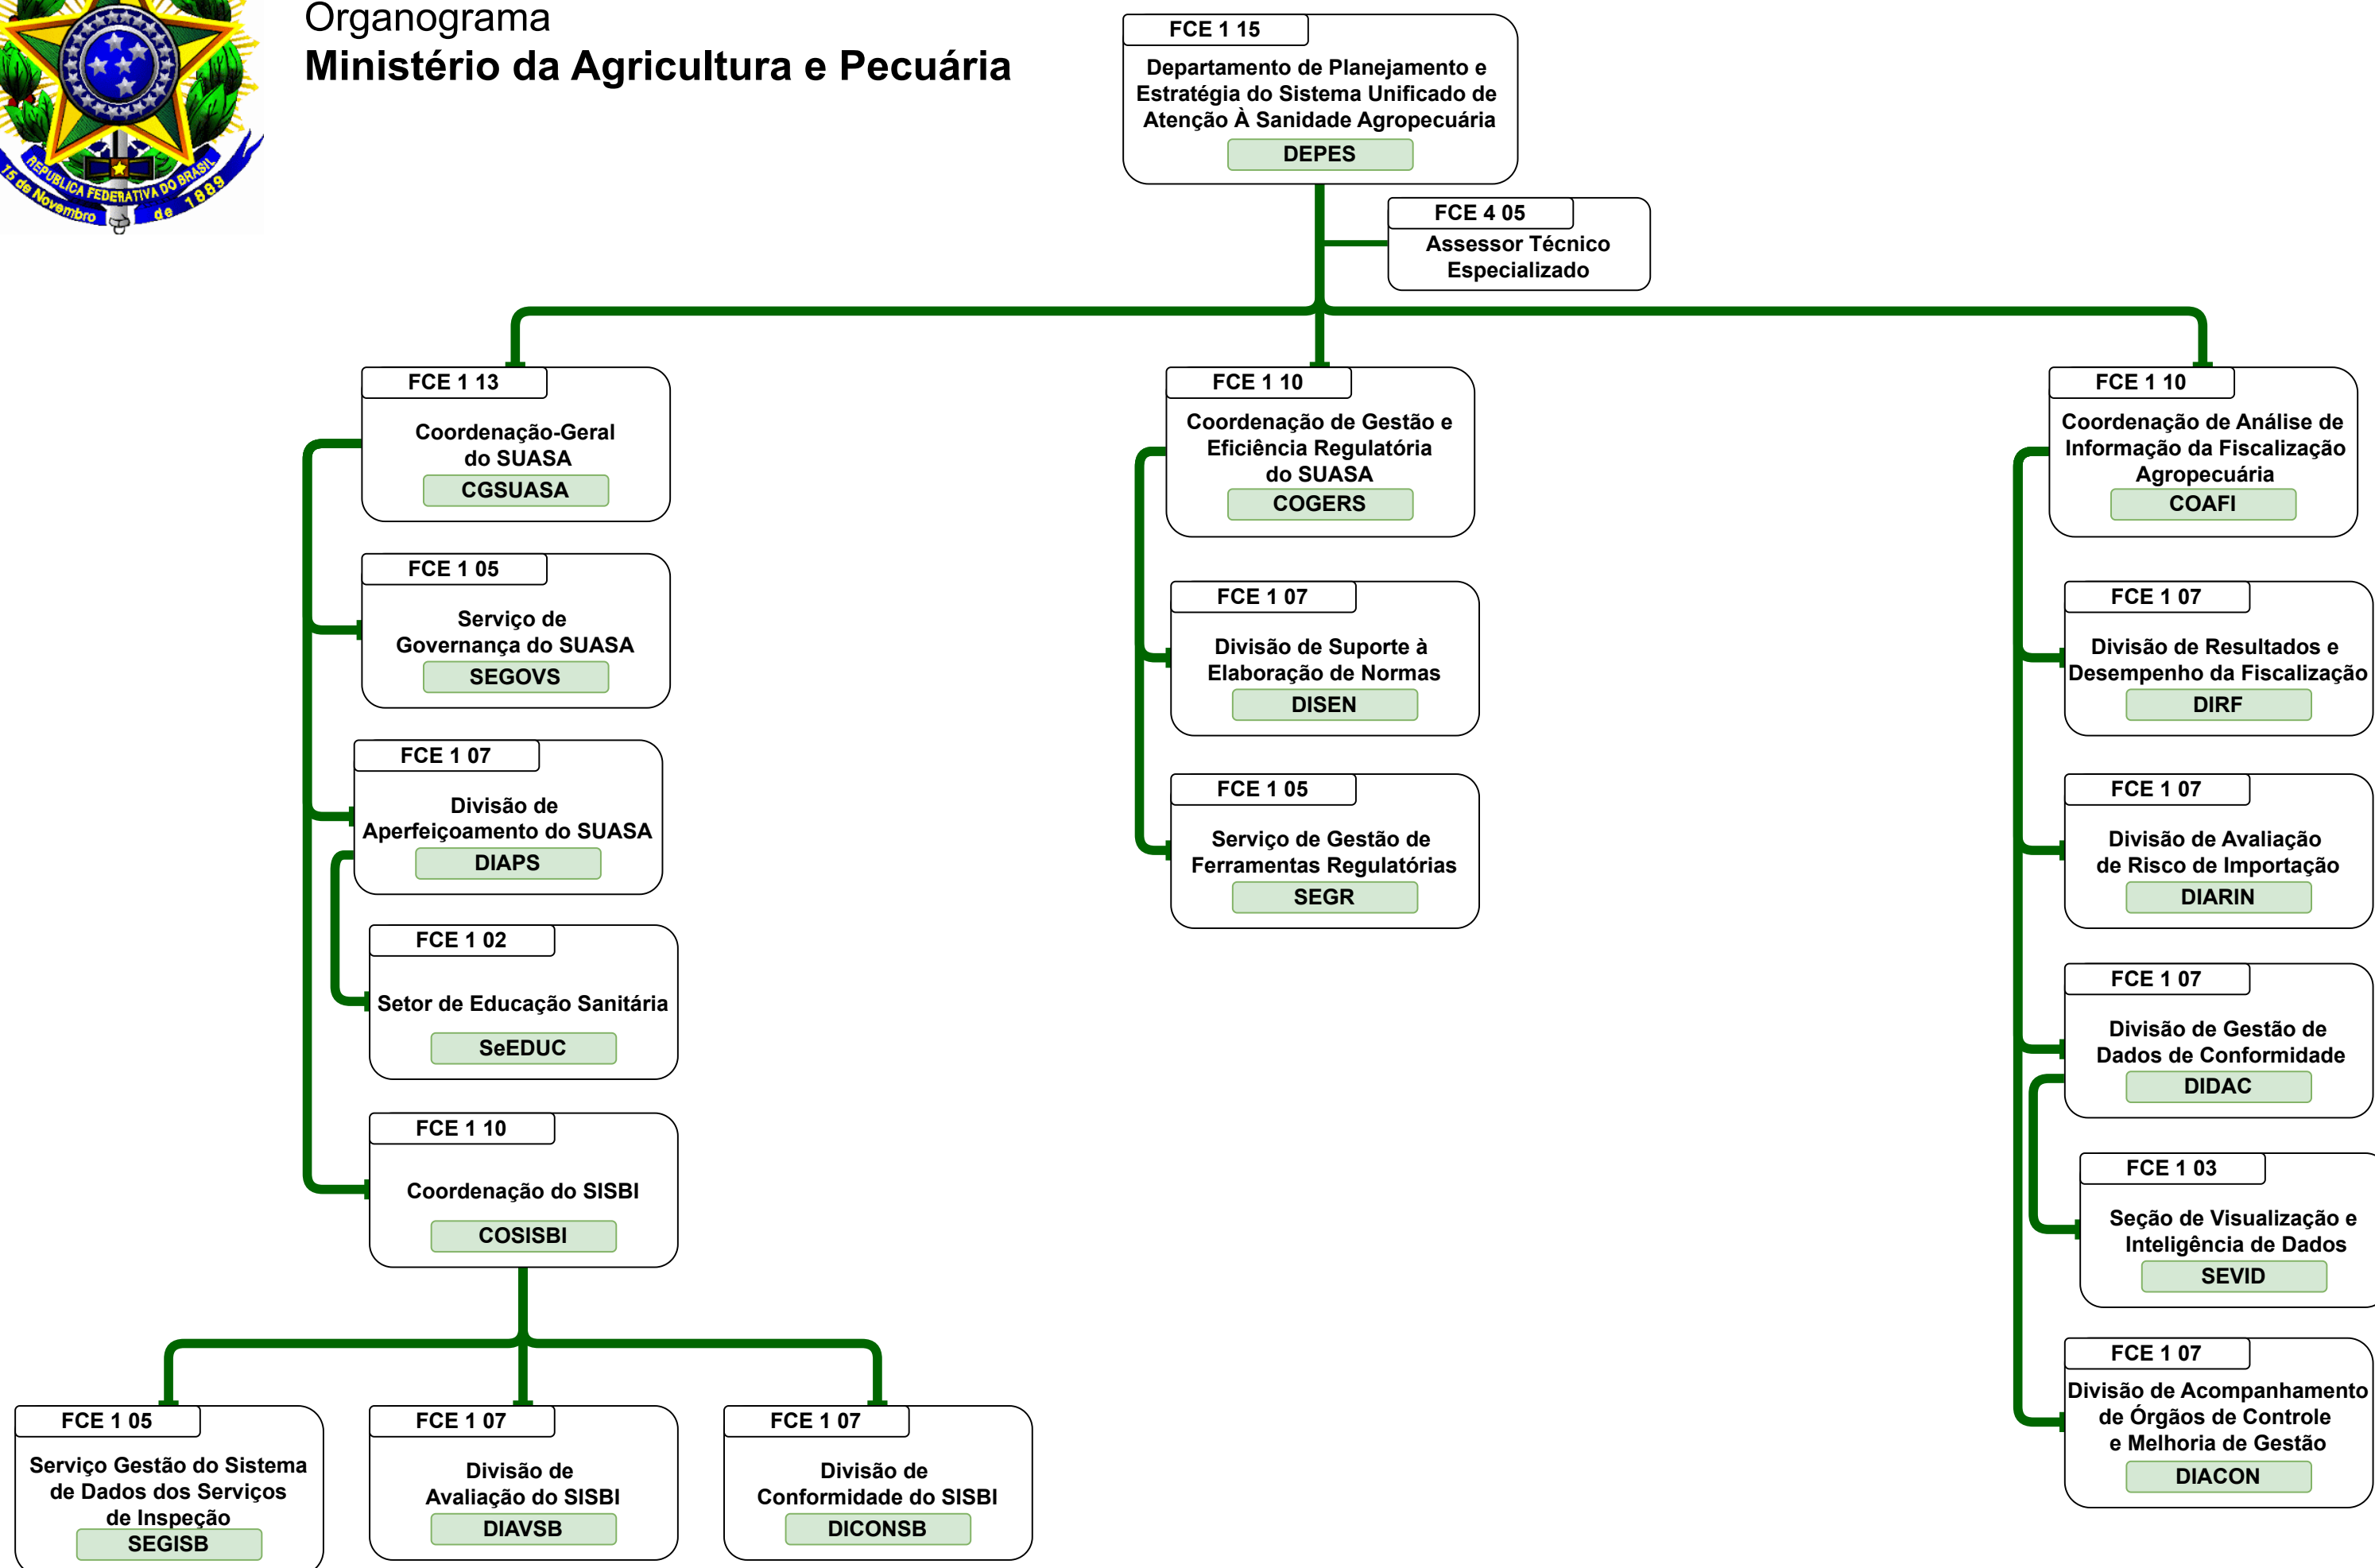 Organograma
Ministério da Agricultura e Pecuária
REPUBLICA FEDERATIVA DO BRASIL
15 de Novembro de 1889
FCE 1 15
Departamento de Planejamento e
Estratégia do Sistema Unificado de
Atenção À Sanidade Agropecuária
DEPES
FCE 4 05
Assessor Técnico
Especializado
FCE 1 13
Coordenação-Geral
do SUASA
CGSUASA
FCE 1 05
Serviço de
Governança do SUASA
SEGOVS
FCE 1 07
Divisão de
Aperfeiçoamento do SUASA
DIAPS
FCE 1 02
Setor de Educação Sanitária
SeEDUC
FCE 1 10
Coordenação do SISBI
COSISBI
FCE 1 05
Serviço Gestão do Sistema
de Dados dos Serviços
de Inspeção
SEGISB
FCE 1 07
Divisão de
Avaliação do SISBI
DIAVSB
FCE 1 07
Divisão de
Conformidade do SISBI
DICONSB
FCE 1 10
Coordenação de Gestão e
Eficiência Regulatória
do SUASA
COGERS
FCE 1 07
Divisão de Suporte à
Elaboração de Normas
DISEN
FCE 1 05
Serviço de Gestão de
Ferramentas Regulatórias
SEGR
FCE 1 10
Coordenação de Análise de
Informação da Fiscalização
Agropecuária
COAFI
FCE 1 07
Divisão de Resultados e
Desempenho da Fiscalização
DIRF
FCE 1 07
Divisão de Avaliação
de Risco de Importação
DIARIN
FCE 1 07
Divisão de Gestão de
Dados de Conformidade
DIDAC
FCE 1 03
Seção de Visualização e
Inteligência de Dados
SEVID
FCE 1 07
Divisão de Acompanhamento
de Órgãos de Controle
e Melhoria de Gestão
DIACON